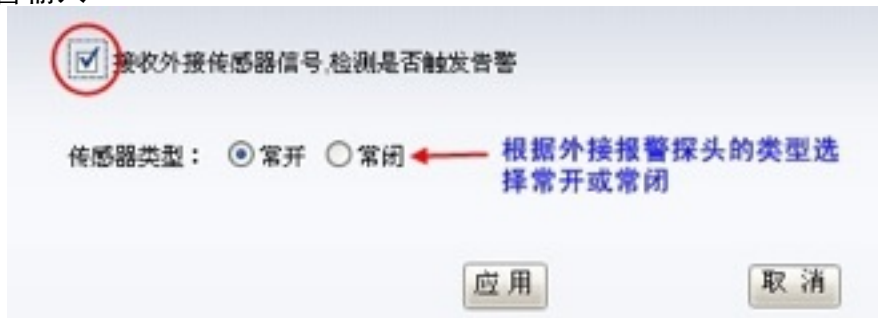 接收外接传感器信号,检测是否触发告警
传感器类型： 常开 常闭
根据外接报警探头的类型选
择常开或常闭
应用 取消